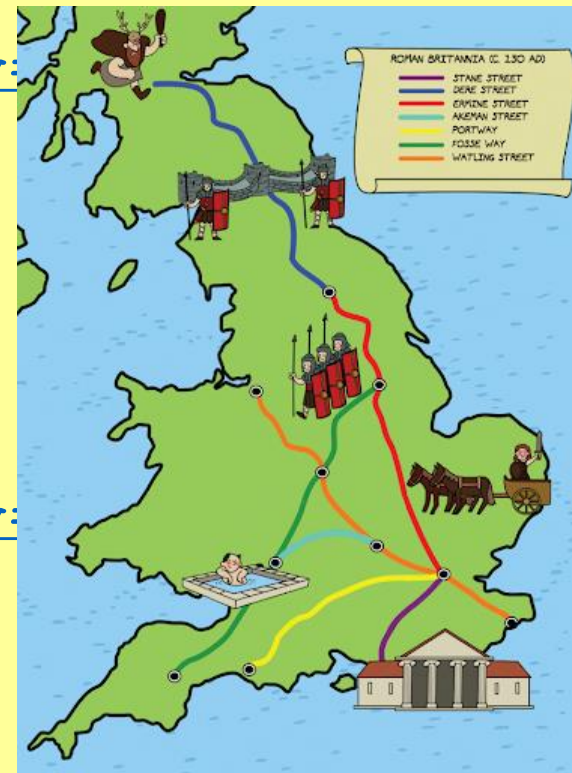 ROMAN BRITANNIA (C. 130 AD)
STANE STREET
DERE STREET
ERMINE STREET
AKEMAN STREET
PORTWAY
FOSSE WAY
WATLING STREET